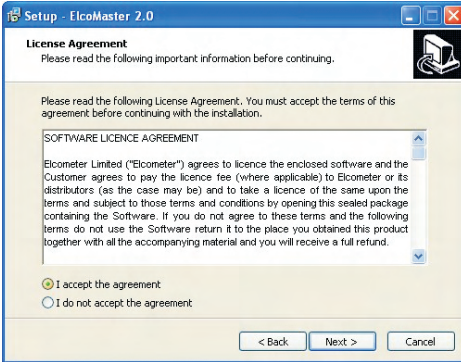 Setup - ElcoMaster 2.0
License Agreement
Please read the following important information before continuing.
Please read the following License Agreement. You must accept the terms of this
agreement before continuing with the installation.
SOFTWARE LICENCE AGREEMENT
Elcometer Limited ("Elcometer") agrees to licence the enclosed software and the
Customer agrees to pay the licence fee (where applicable) to Elcometer or its
distributors (as the case may be) and to take a licence of the same upon the
terms and subject to those terms and conditions by opening this sealed package
containing the Software. If you do not agree to these terms and the following
terms do not use the Software return it to the place you obtained this product
together with all the accompanying material and you will receive a full refund.
I accept the agreement
I do not accept the agreement
< Back Next > Cancel